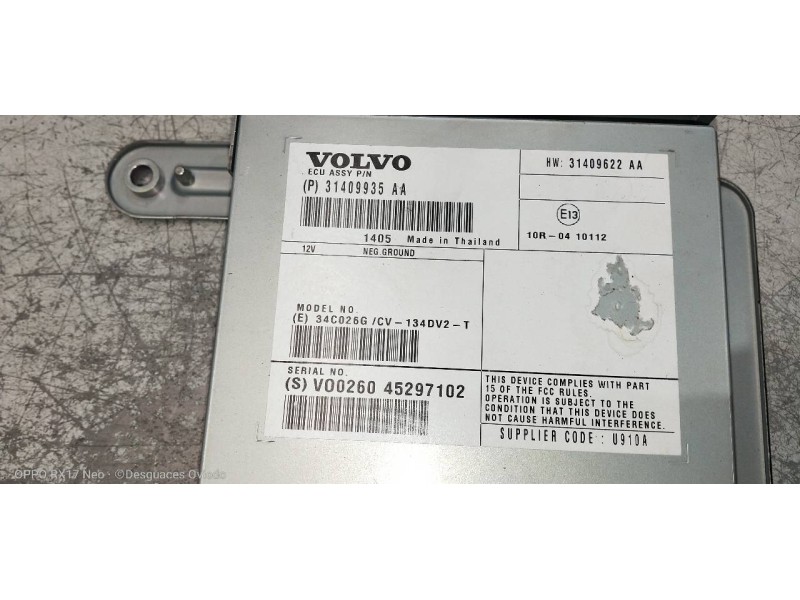 VOLVO
ECU ASSY P/N
(P) 31409935 AA
HW: 31409622 AA
E13
10R-04 10112
1405 Made in Thailand
12V NEG.GROUND
MODEL NO.
(E) 34C026G /CV-134DV2-T
SERIAL NO.
(S) VO0260 45297102
THIS DEVICE COMPLIES WITH PART
15 OF THE FCC RULES.
OPERATION IS SUBJECT TO THE
CONDITION THAT THIS DEVICE DOES
NOT CAUSE HARMFUL INTERFERENCE.
SUPPLIER CODE : U910A
OPPO RX17 Neo ©Desguaces Oviedo